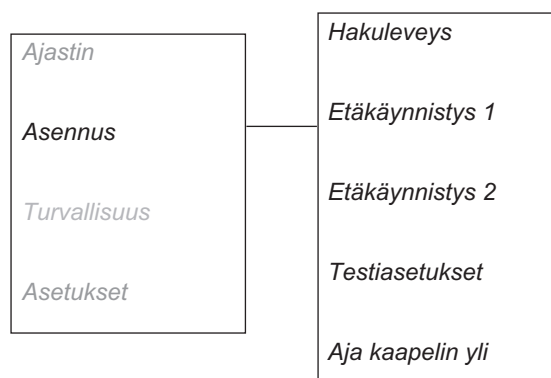 Ajastin
Asennus
Turvallisuus
Asetukset
Hakuleveys
Etäkäynnistys 1
Etäkäynnistys 2
Testiasetukset
Aja kaapelin yli